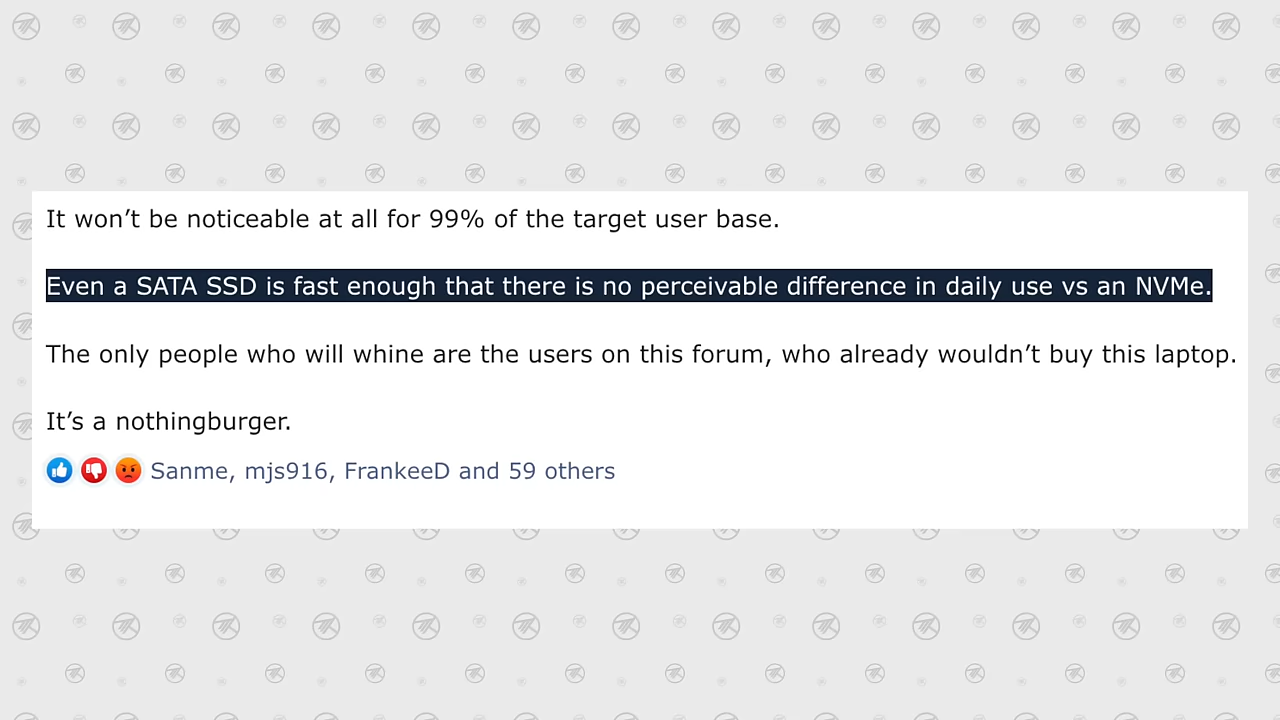 It won’t be noticeable at all for 99% of the target user base.
Even a SATA SSD is fast enough that there is no perceivable difference in daily use vs an NVMe.
The only people who will whine are the users on this forum, who already wouldn’t buy this laptop.
It’s a nothingburger.
Sanme, mjs916, FrankeeD and 59 others